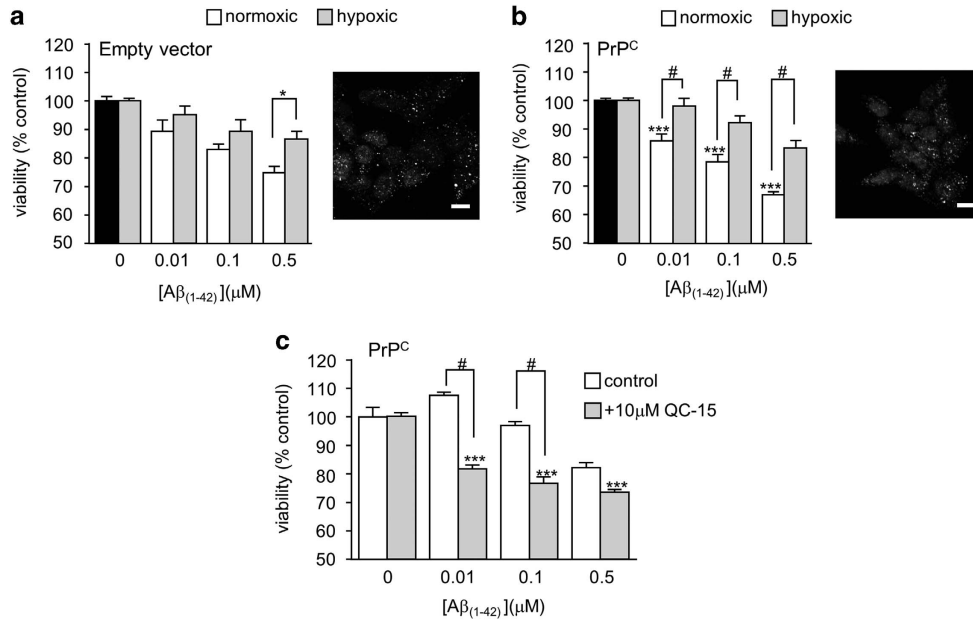 a
normoxic hypoxic
Empty vector
viability (% control)
120
110
100
90
80
70
60
50
*
0 0.01 0.1 0.5
[Aβ(1-42)](μM)
b
normoxic hypoxic
PrPC
viability (% control)
120
110
100
90
80
70
60
50
# # #
*** *** ***
0 0.01 0.1 0.5
[Aβ(1-42)](μM)
c
PrPC
viability (% control)
120
110
100
90
80
70
60
50
# #
*** *** ***
control
+10μM QC-15
0 0.01 0.1 0.5
[Aβ(1-42)](μM)